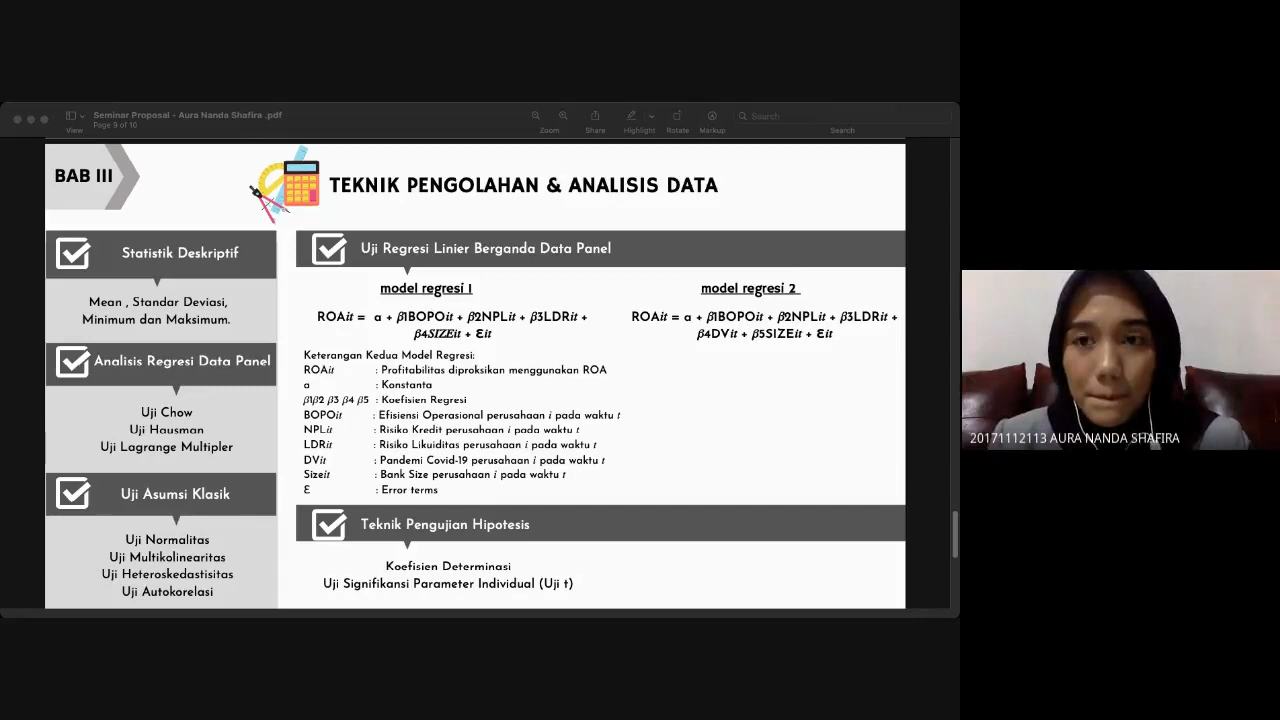 Seminar Proposal - Aura Nanda Shafira .pdf
Page 9 of 10
View
Zoom
Share
Highlight
Rotate
Markup
Search
Search
BAB III
TEKNIK PENGOLAHAN & ANALISIS DATA
Statistik Deskriptif
Mean , Standar Deviasi,
Minimum dan Maksimum.
Analisis Regresi Data Panel
Uji Chow
Uji Hausman
Uji Lagrange Multipler
Uji Asumsi Klasik
Uji Normalitas
Uji Multikolinearitas
Uji Heteroskedastisitas
Uji Autokorelasi
Uji Regresi Linier Berganda Data Panel
model regresi 1
ROAit = α + β1BOPOit + β2NPLit + β3LDRit +
β4SIZEit + Ɛit
model regresi 2
ROAit = α + β1BOPOit + β2NPLit + β3LDRit +
β4DVit + β5SIZEit + Ɛit
Keterangan Kedua Model Regresi:
ROAit : Profitabilitas diproksikan menggunakan ROA
α : Konstanta
β1β2 β3 β4 β5 : Koefisien Regresi
BOPOit : Efisiensi Operasional perusahaan i pada waktu t
NPLit : Risiko Kredit perusahaan i pada waktu t
LDRit : Risiko Likuiditas perusahaan i pada waktu t
DVit : Pandemi Covid-19 perusahaan i pada waktu t
Sizeit : Bank Size perusahaan i pada waktu t
Ɛ : Error terms
Teknik Pengujian Hipotesis
Koefisien Determinasi
Uji Signifikansi Parameter Individual (Uji t)
20171112113 AURA NANDA SHAFIRA